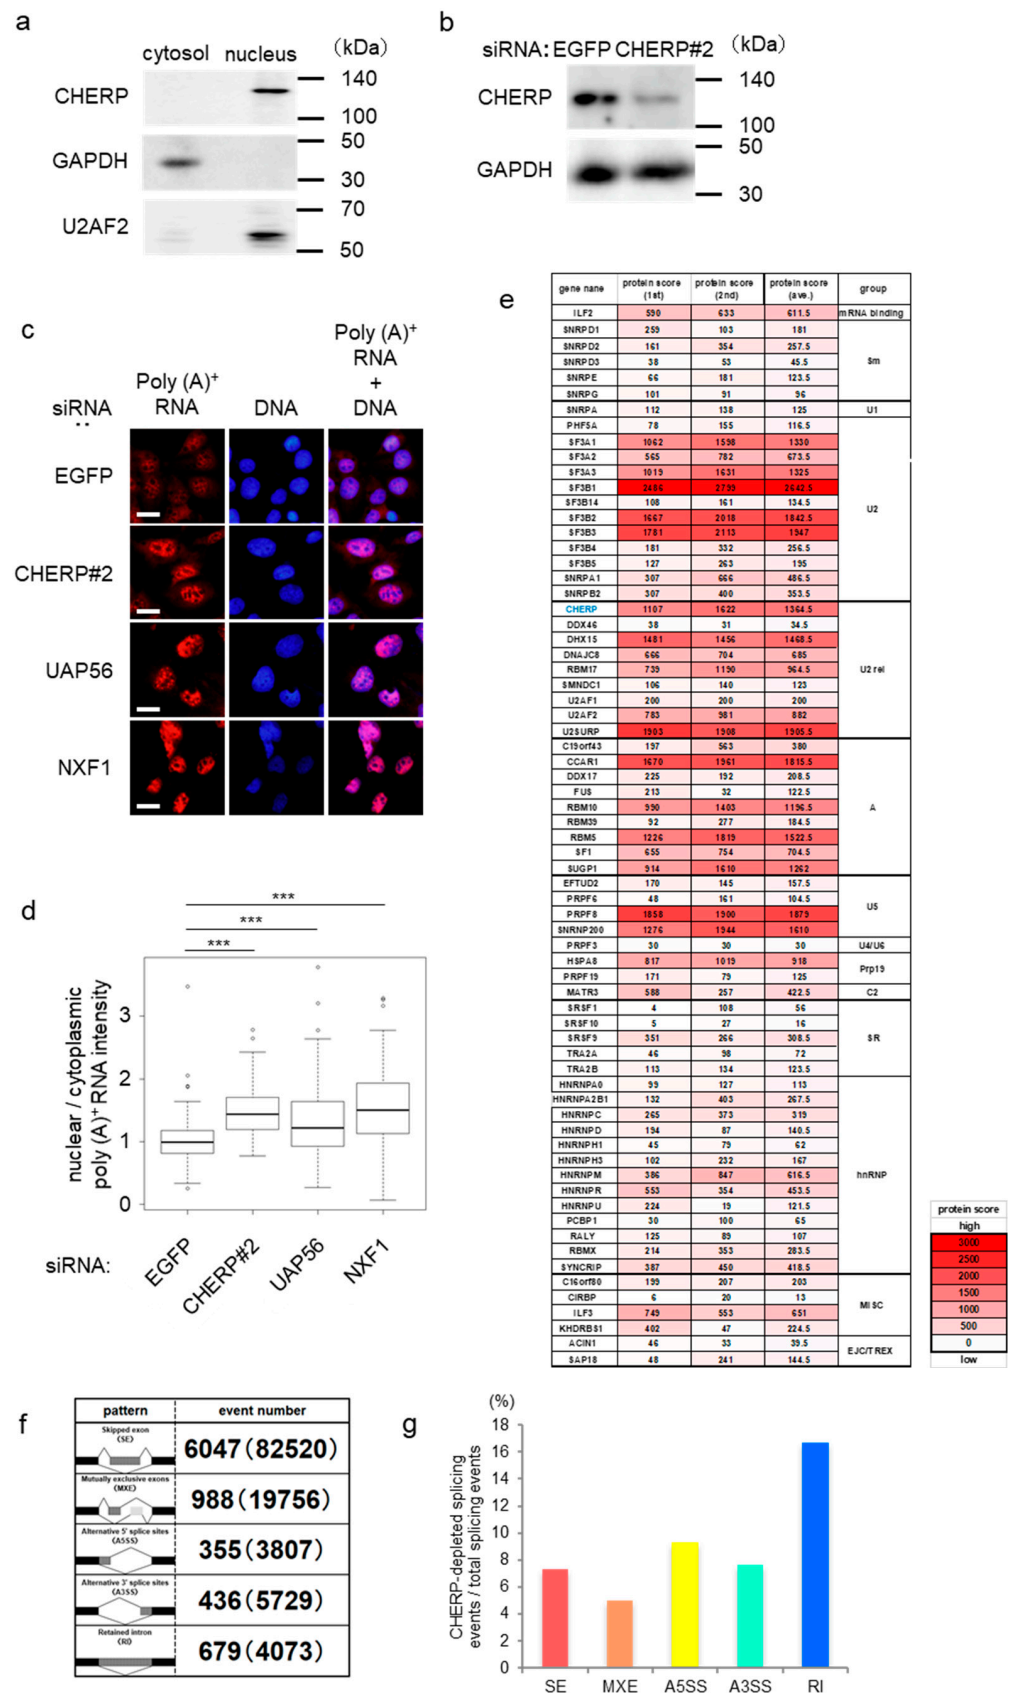 a
cytosol nucleus (kDa)
CHERP
140
100
GAPDH
50
30
U2AF2
70
50
b
siRNA: EGFP CHERP#2 (kDa)
CHERP
140
100
GAPDH
50
30
c
siRNA
:
Poly (A)+
RNA
DNA
Poly (A)+
RNA
+
DNA
EGFP
CHERP#2
UAP56
NXF1
d
***
***
***
nuclear / cytoplasmic
poly (A)+ RNA intensity
3
2
1
0
siRNA:
EGFP
CHERP#2
UAP56
NXF1
e
gene nane protein score (1st) protein score (2nd) protein score (ave.) group
ILF2 590 633 611.5 mRNA binding
SNRPD1 259 103 181
SNRPD2 161 354 257.5
SNRPD3 38 53 45.5 Sm
SNRPE 66 181 123.5
SNRPG 101 91 96
SNRPA 112 138 125 U1
PHF5A 78 155 116.5
SF3A1 1062 1598 1330
SF3A2 565 782 673.5
SF3A3 1019 1631 1325
SF3B1 2486 2799 2642.5
SF3B14 108 161 134.5 U2
SF3B2 1667 2018 1842.5
SF3B3 1781 2113 1947
SF3B4 181 332 256.5
SF3B5 127 263 195
SNRPA1 307 666 486.5
SNRPB2 307 400 353.5
CHERP 1107 1622 1364.5
DDX46 38 31 34.5
DHX15 1481 1456 1468.5
DNAJC8 666 704 685
RBM17 739 1190 964.5 U2 rel
SMNDC1 106 140 123
U2AF1 200 200 200
U2AF2 783 981 882
U2SURP 1903 1908 1905.5
C19orf43 197 563 380
CCAR1 1670 1961 1815.5
DDX17 225 192 208.5
FUS 213 32 122.5
RBM10 990 1403 1196.5 A
RBM39 92 277 184.5
RBM5 1226 1819 1522.5
SF1 655 754 704.5
SUGP1 914 1610 1262
EFTUD2 170 145 157.5
PRPF6 48 161 104.5 U5
PRPF8 1858 1900 1879
SNRNP200 1276 1944 1610
PRPF3 30 30 30 U4/U6
HSPA8 817 1019 918 Prp19
PRPF19 171 79 125
MATR3 588 257 422.5 C2
SRSF1 4 108 56
SRSF10 5 27 16
SRSF9 351 266 308.5 SR
TRA2A 46 98 72
TRA2B 113 134 123.5
HNRNPA0 99 127 113
HNRNPA2B1 132 403 267.5
HNRNPC 265 373 319
HNRNPD 194 87 140.5
HNRNPH1 45 79 62
HNRNPH3 102 232 167
HNRNPM 386 847 616.5 hnRNP
HNRNPR 553 354 453.5
HNRNPU 224 19 121.5
PCBP1 30 100 65
RALY 125 89 107
RBMX 214 353 283.5
SYNCRIP 387 450 418.5
C16orf80 199 207 203
CIRBP 6 20 13 MISC
ILF3 749 553 651
KHDRBS1 402 47 224.5
ACIN1 46 33 39.5 EJC/TREX
SAP18 48 241 144.5
protein score
high
3000
2500
2000
1500
1000
500
0
low
f
pattern event number
Skipped exon
(SE)
6047(82520)
Mutually exclusive exons
(MXE)
988(19756)
Alternative 5' splice sites
(A5SS)
355(3807)
Alternative 3' splice sites
(A3SS)
436(5729)
Retained intron
(RI)
679(4073)
g
(%)
CHERP-depleted splicing
events / total splicing events
18
16
14
12
10
8
6
4
2
0
SE MXE A5SS A3SS RI